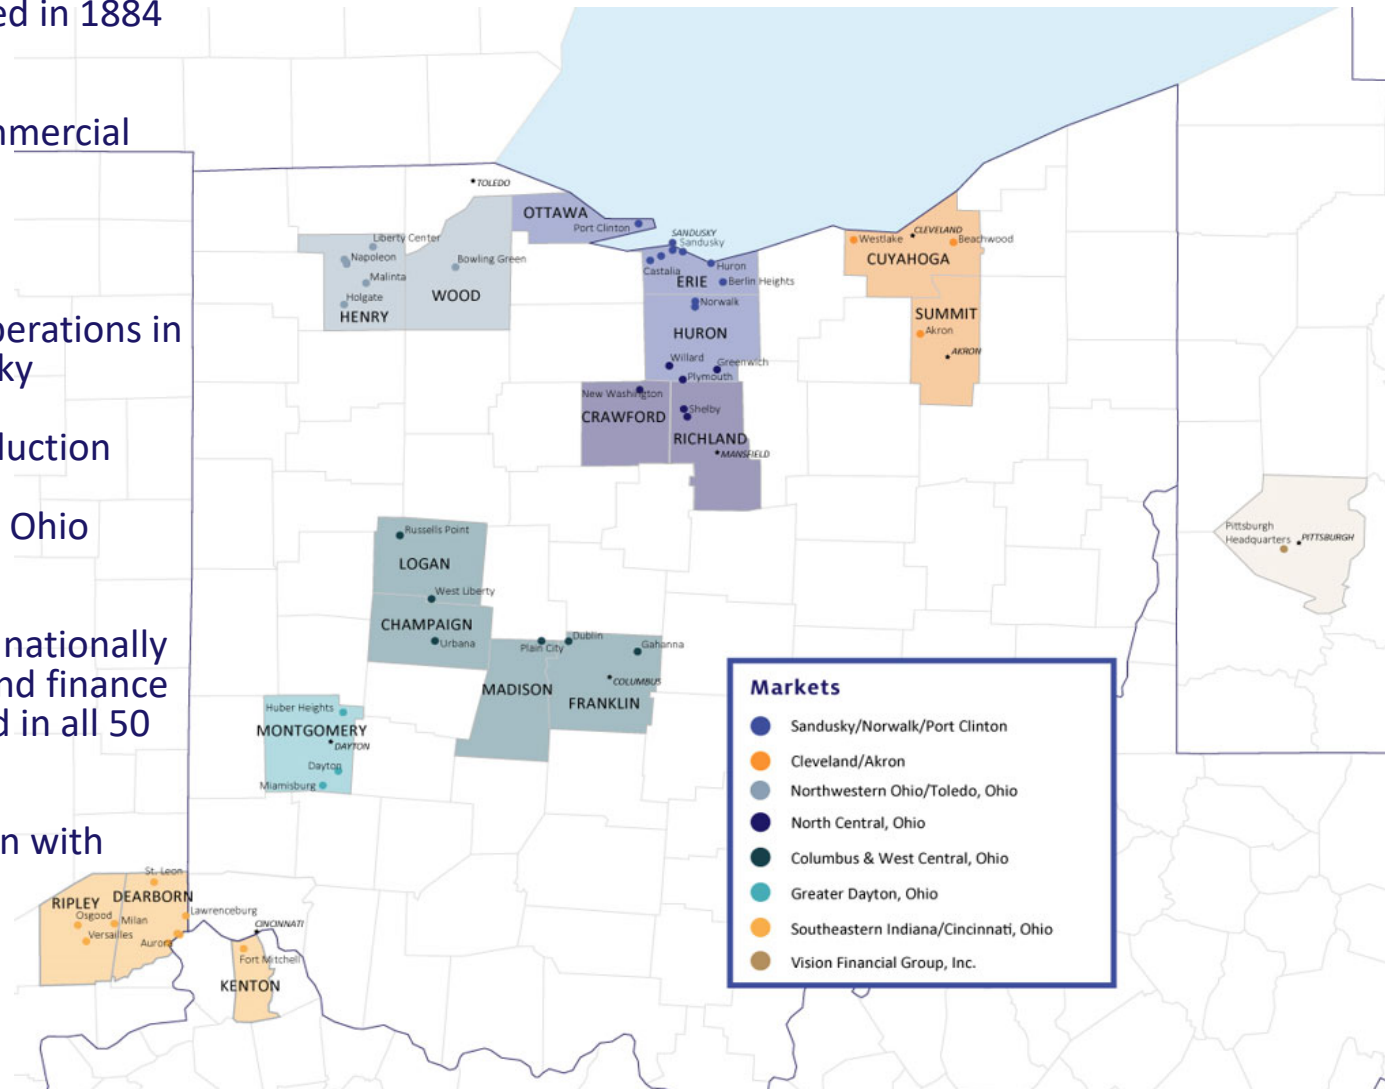 ed in 1884
mmercial
perations in
ky
duction
Ohio
nationally
nd finance
d in all 50
n with
TOLEDO
OTTAWA
Port Clinton
SANDUSKY
Sandusky
Castalia
Huron
ERIE
Berlin Heights
Norwalk
HURON
Willard
Greenwich
Plymouth
Liberty Center
Napoleon
Malinta
Holgate
HENRY
Bowling Green
WOOD
Westlake
CLEVELAND
Beachwood
CUYAHOGA
SUMMIT
Akron
AKRON
New Washington
CRAWFORD
Shelby
RICHLAND
MANSFIELD
Russells Point
LOGAN
West Liberty
CHAMPAIGN
Urbana
Plain City
Dublin
Gahanna
COLUMBUS
MADISON
FRANKLIN
Huber Heights
MONTGOMERY
DAYTON
Dayton
Miamisburg
Pittsburgh
Headquarters
PITTSBURGH
St. Leon
DEARBORN
RIPLEY
Osgood
Milan
Versailles
Aurora
Lawrenceburg
CINCINNATI
Fort Mitchell
KENTON
Markets
Sandusky/Norwalk/Port Clinton
Cleveland/Akron
Northwestern Ohio/Toledo, Ohio
North Central, Ohio
Columbus & West Central, Ohio
Greater Dayton, Ohio
Southeastern Indiana/Cincinnati, Ohio
Vision Financial Group, Inc.